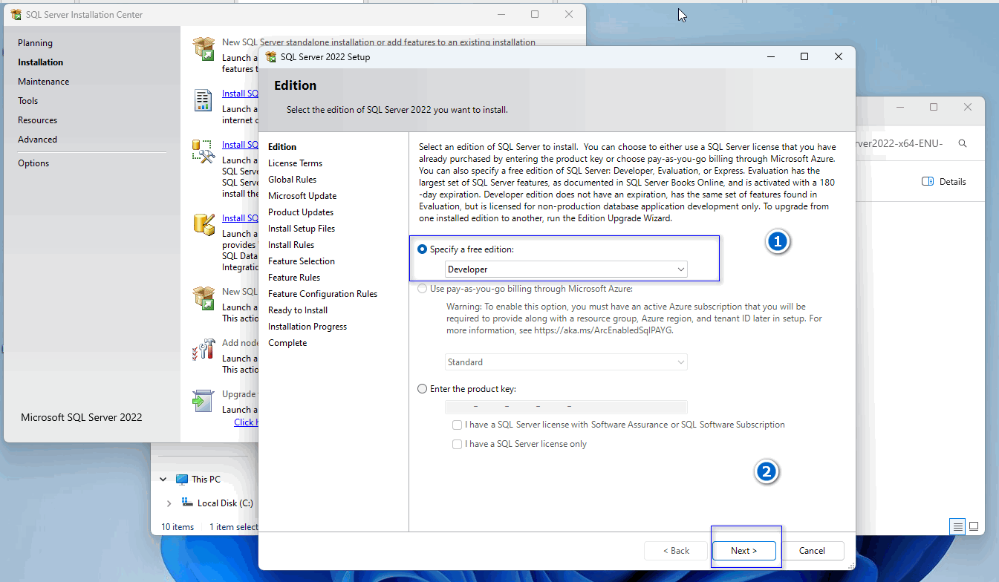 SQL Server Installation Center
Planning
Installation
Maintenance
Tools
Resources
Advanced
Options
Microsoft SQL Server 2022
New SQL Server standalone installation or add features to an existing installation
Launch a
features t
Install SQ
Launch a
internet o
Install SQ
Launch a
SQL Serve
SQL Serve
install the
Install SQ
Launch a
provides
SQL Data
Integratio
New SQL
Launch a
This actio
Add node
Launch a
This actio
Upgrade
Launch a
Click h
SQL Server 2022 Setup
Edition
Select the edition of SQL Server 2022 you want to install.
Edition
License Terms
Global Rules
Microsoft Update
Product Updates
Install Setup Files
Install Rules
Feature Selection
Feature Rules
Feature Configuration Rules
Ready to Install
Installation Progress
Complete
Select an edition of SQL Server to install.  You can choose to either use a SQL Server license that you have
already purchased by entering the product key or choose pay-as-you-go billing through Microsoft Azure.
You can also specify a free edition of SQL Server: Developer, Evaluation, or Express. Evaluation has the
largest set of SQL Server features, as documented in SQL Server Books Online, and is activated with a 180
-day expiration. Developer edition does not have an expiration, has the same set of features found in
Evaluation, but is licensed for non-production database application development only. To upgrade from
one installed edition to another, run the Edition Upgrade Wizard.
1
Specify a free edition:
Developer
Use pay-as-you-go billing through Microsoft Azure:
Warning: To enable this option, you must have an active Azure subscription that you will be
required to provide along with a resource group, Azure region, and tenant ID later in setup. For
more information, see https://aka.ms/ArcEnabledSqlPAYG.
Standard
Enter the product key:
- - - -
I have a SQL Server license with Software Assurance or SQL Software Subscription
I have a SQL Server license only
2
< Back
Next >
Cancel
rver2022-x64-ENU-
Details
This PC
Local Disk (C:)
10 items
1 item select